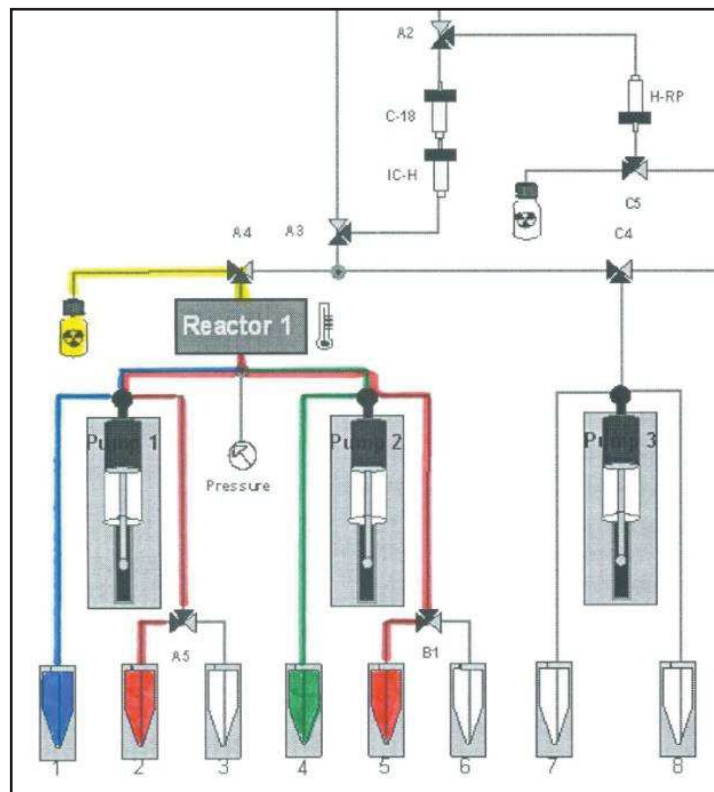 A2
H-RP
C-18
IC-H
C5
A4
A3
C4
Reactor 1
Pump 1
Pump 2
Pump 3
Pressure
A5
B1
1 2 3 4 5 6 7 8